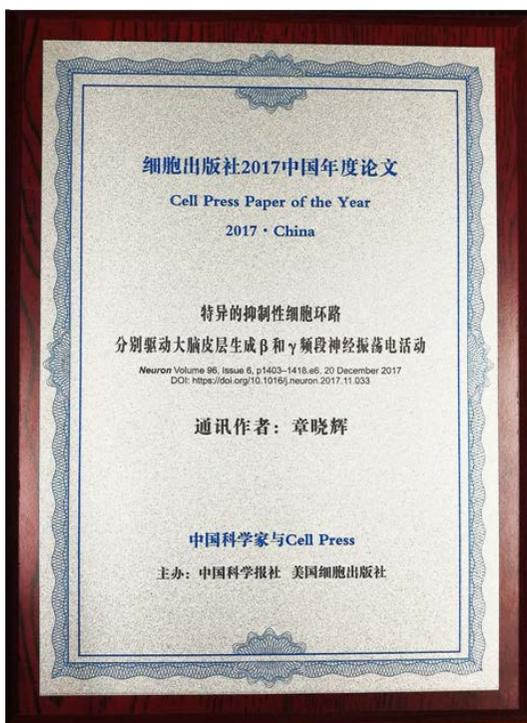 细胞出版社2017中国年度论文
Cell Press Paper of the Year
2017 · China
特异的抑制性细胞环路
分别驱动大脑皮层生成β和γ频段神经振荡电活动
Neuron Volume 96, Issue 6, p1403–1418.e6, 20 December 2017
DOI: https://doi.org/10.1016/j.neuron.2017.11.033
通讯作者：章晓辉
中国科学家与Cell Press
主办：中国科学报社 美国细胞出版社